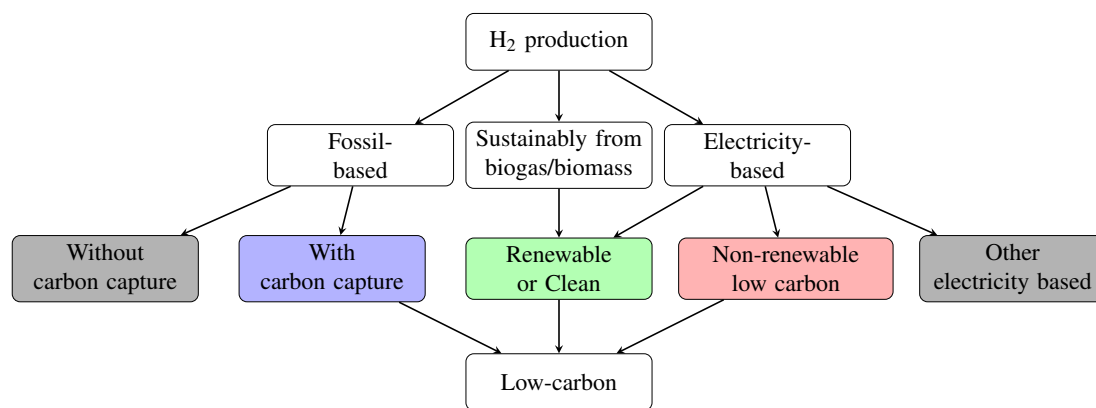 H₂ production
Fossil-
based
Sustainably from
biogas/biomass
Electricity-
based
Without
carbon capture
With
carbon capture
Renewable
or Clean
Non-renewable
low carbon
Other
electricity based
Low-carbon